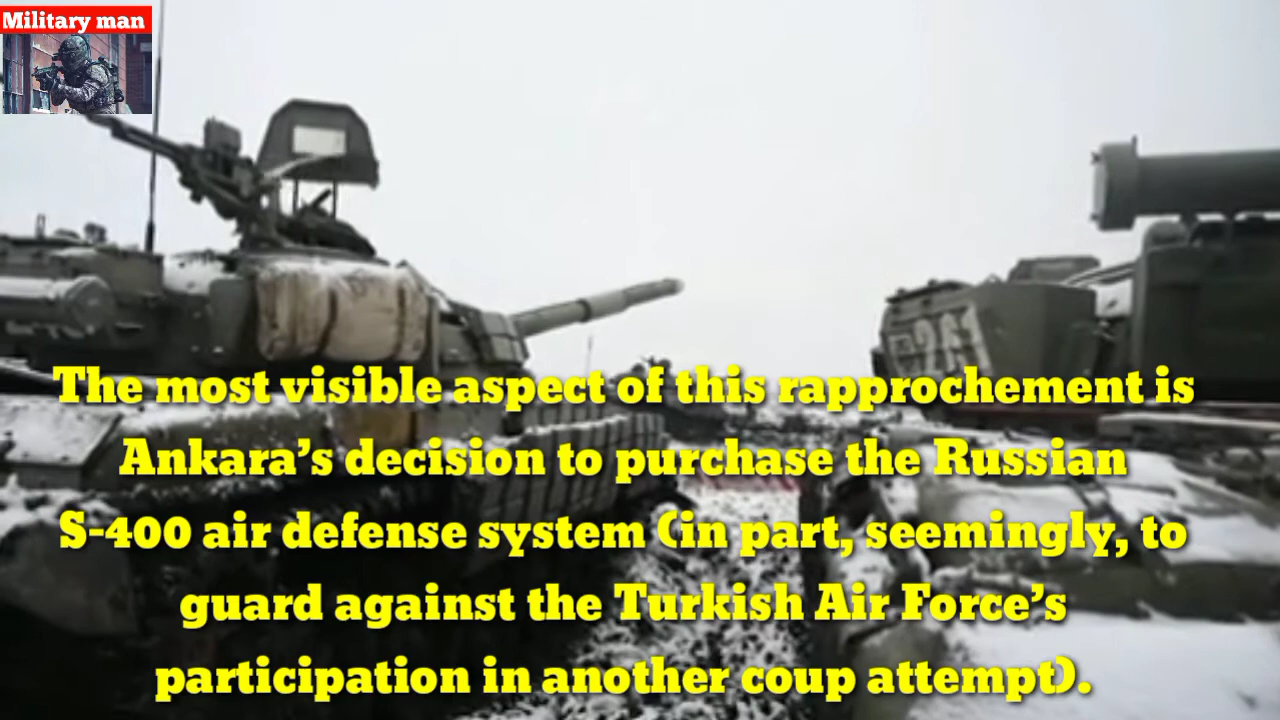 Military man
261
The most visible aspect of this rapprochement is
Ankara’s decision to purchase the Russian
S-400 air defense system (in part, seemingly, to
guard against the Turkish Air Force’s
participation in another coup attempt).